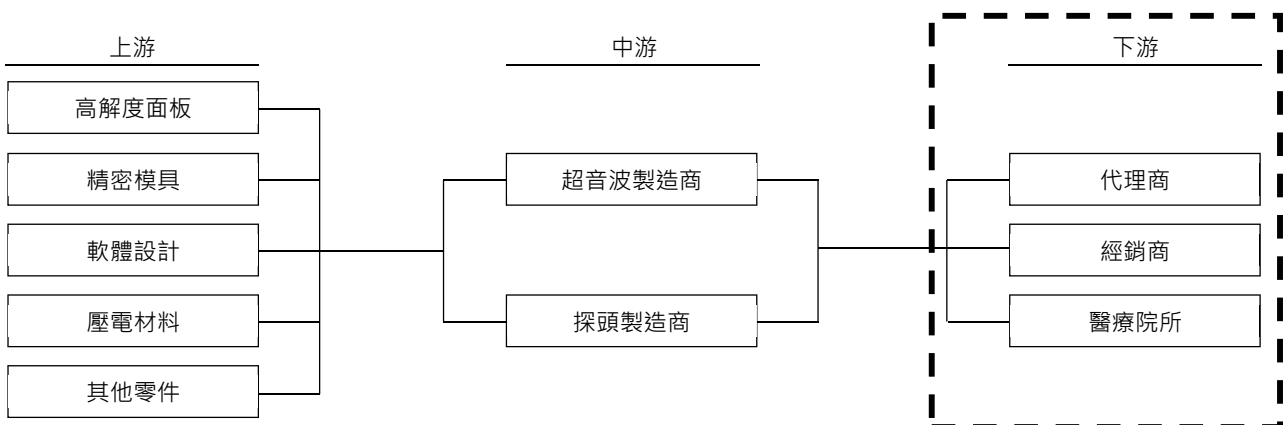 上游
高解度面板
精密模具
軟體設計
壓電材料
其他零件
中游
超音波製造商
探頭製造商
下游
代理商
經銷商
醫療院所